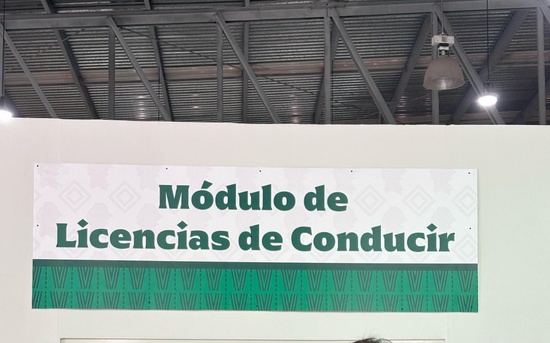 Módulo de
Licencias de Conducir